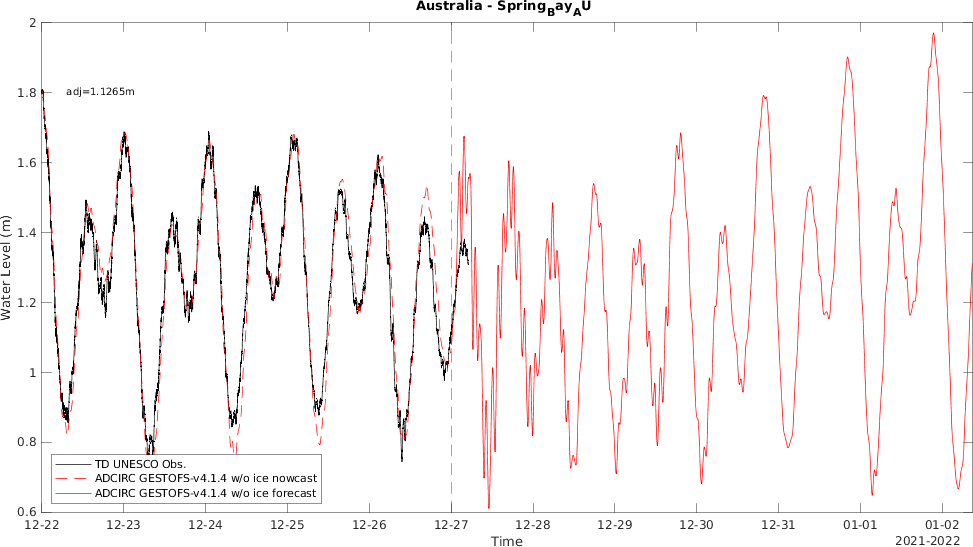 Australia - SpringBayAU
2
1.8
1.6
1.4
1.2
1
0.8
0.6
Water Level (m)
adj=1.1265m
TD UNESCO Obs.
ADCIRC GESTOFS-v4.1.4 w/o ice nowcast
ADCIRC GESTOFS-v4.1.4 w/o ice forecast
12-22 12-23 12-24 12-25 12-26 12-27 12-28 12-29 12-30 12-31 01-01 01-02
Time
2021-2022